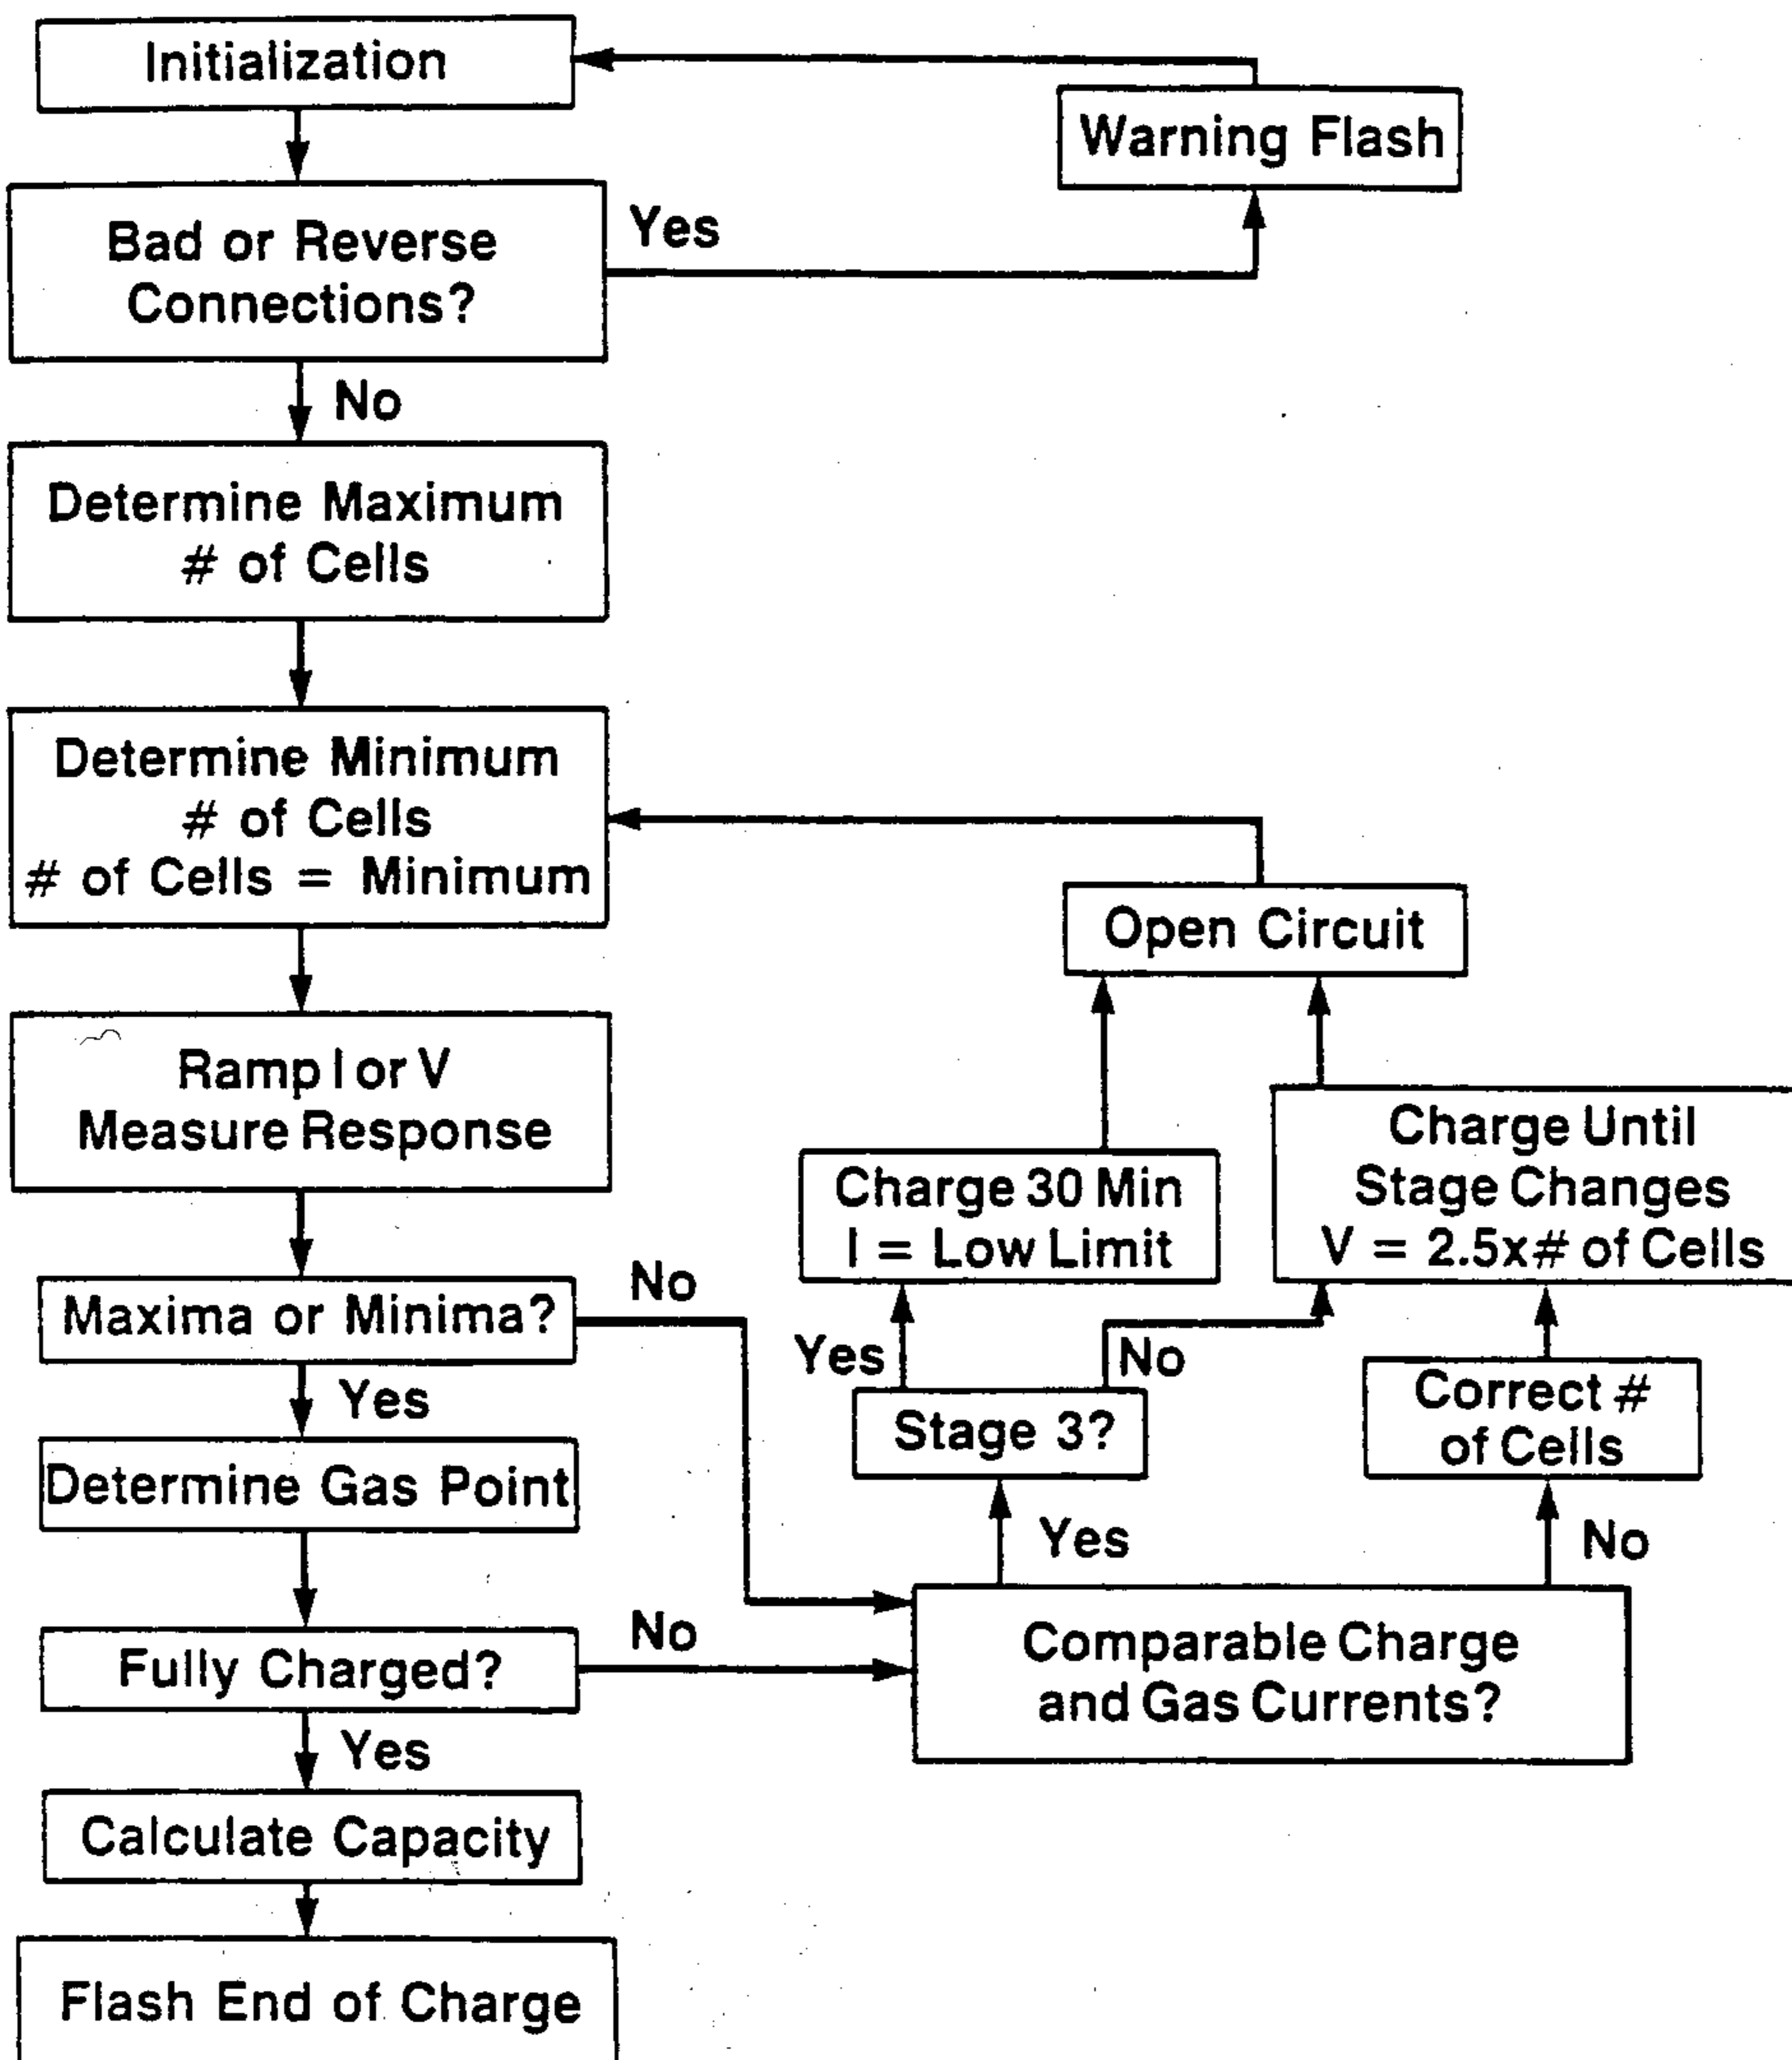 Initialization
Warning Flash
Bad or Reverse
Connections?
Yes
No
Determine Maximum
# of Cells
Determine Minimum
# of Cells
# of Cells = Minimum
Open Circuit
Ramp I or V
Measure Response
Charge 30 Min
I = Low Limit
Charge Until
Stage Changes
V = 2.5x# of Cells
Maxima or Minima?
No
Yes
Yes
No
Stage 3?
Correct #
of Cells
Determine Gas Point
Yes
No
Fully Charged?
No
Comparable Charge
and Gas Currents?
Yes
Calculate Capacity
Flash End of Charge